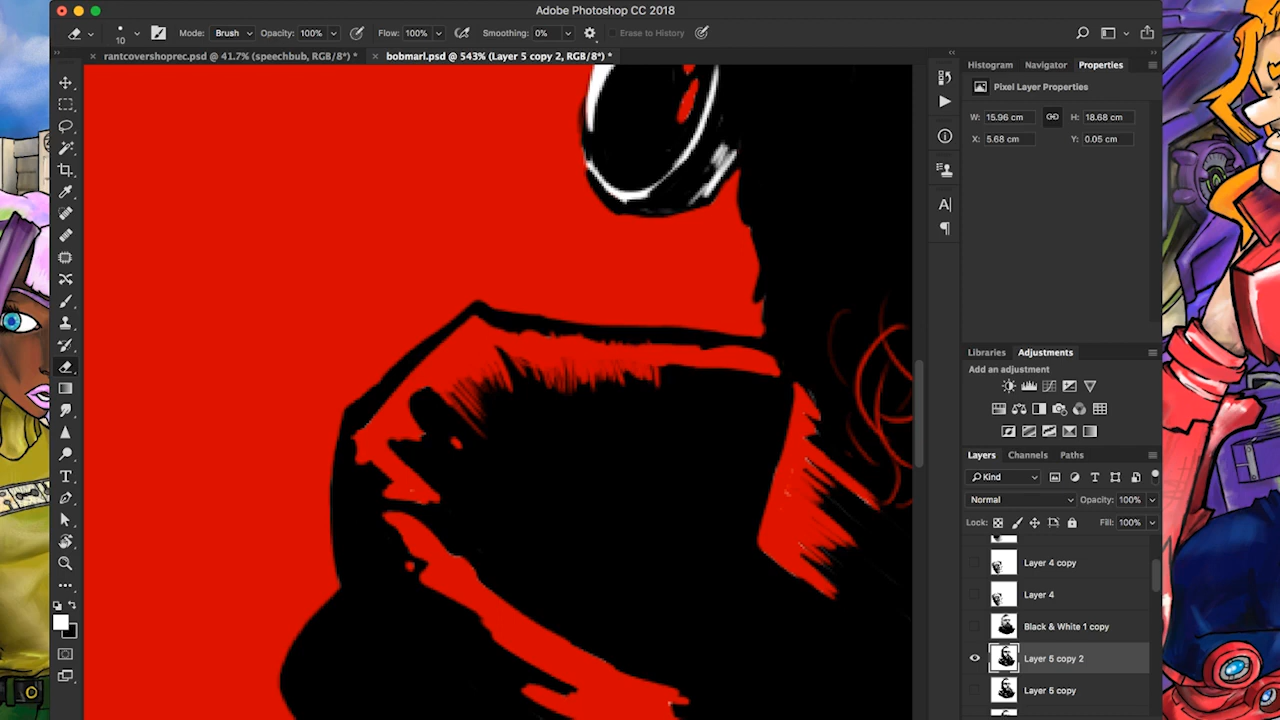 Adobe Photoshop CC 2018
10 Mode: Brush Opacity: 100% Flow: 100% Smoothing: 0% Erase to History
× rantcovershoprec.psd @ 41.7% (speechbub, RGB/8*) * × bobmarl.psd @ 543% (Layer 5 copy 2, RGB/8*) *
Histogram Navigator Properties
Pixel Layer Properties
W: 15.96 cm H: 18.68 cm
X: 5.68 cm Y: 0.05 cm
Libraries Adjustments
Add an adjustment
Layers Channels Paths
Kind
Normal Opacity: 100%
Lock: Fill: 100%
Layer 4 copy
Layer 4
Black & White 1 copy
Layer 5 copy 2
Layer 5 copy